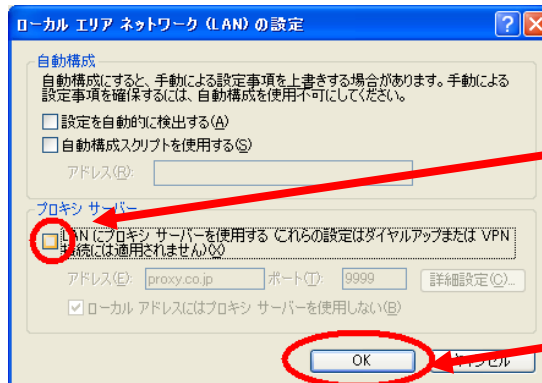 ローカル エリア ネットワーク (LAN) の設定
自動構成
自動構成にすると、手動による設定事項を上書きする場合があります。手動による
設定事項を確保するには、自動構成を使用不可にしてください。
設定を自動的に検出する(A)
自動構成スクリプトを使用する(S)
アドレス(R):
プロキシ サーバー
LAN にプロキシ サーバーを使用する (これらの設定はダイヤルアップまたは VPN
接続には適用されません)(X)
アドレス(E): proxy.co.jp ポート(T): 9999 詳細設定(C)...
ローカル アドレスにはプロキシ サーバーを使用しない(B)
OK キャンセル